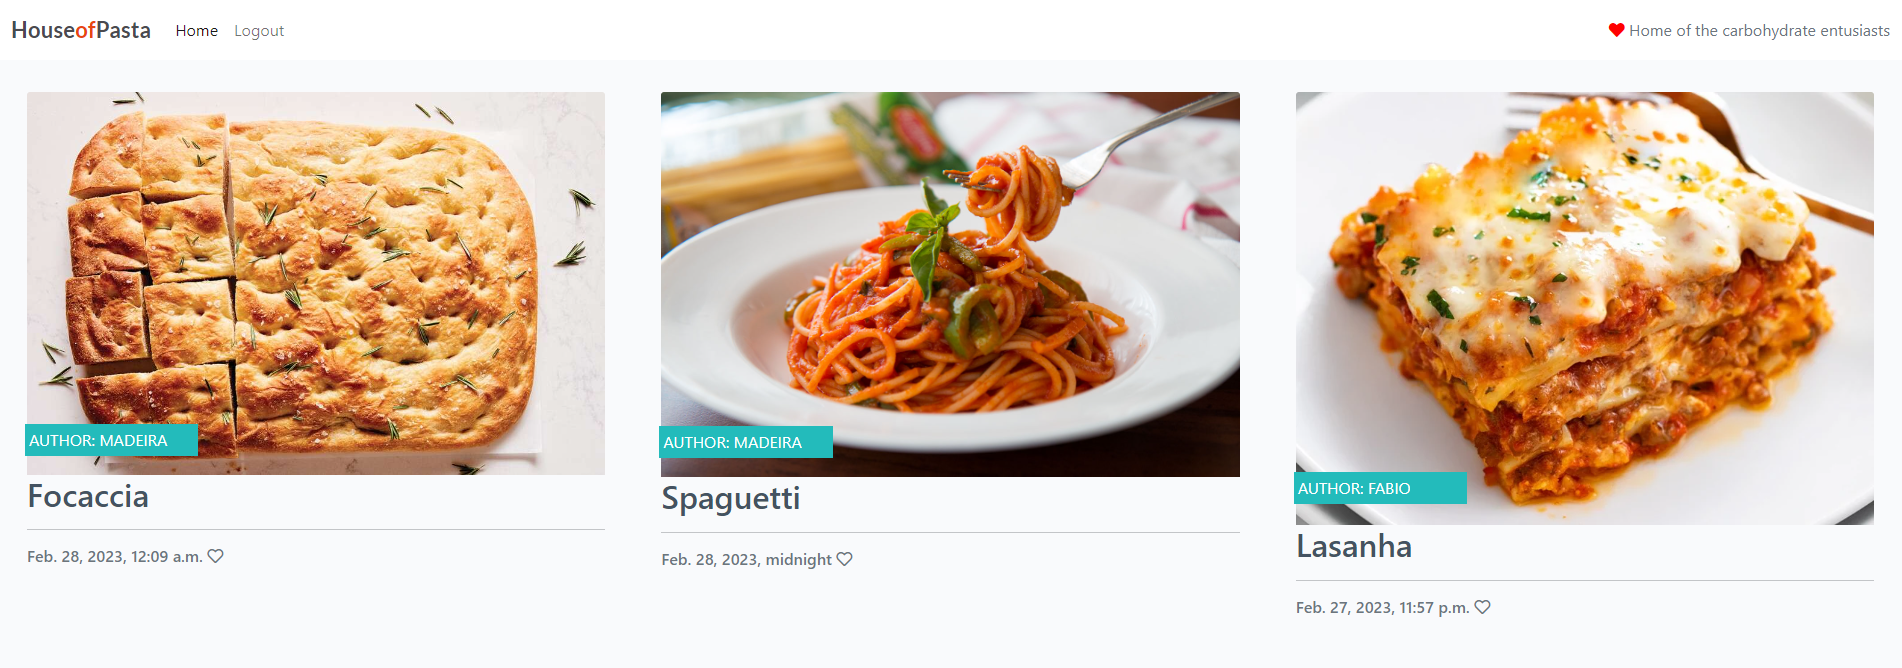 HouseofPasta Home Logout
Home of the carbohydrate entusiasts
AUTHOR: MADEIRA
Focaccia
Feb. 28, 2023, 12:09 a.m.
AUTHOR: MADEIRA
Spaguetti
Feb. 28, 2023, midnight
AUTHOR: FABIO
Lasanha
Feb. 27, 2023, 11:57 p.m.